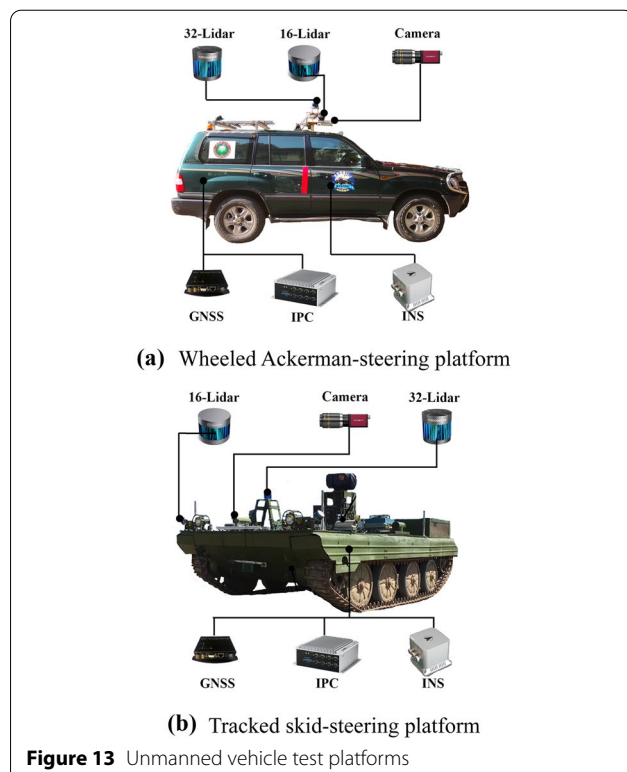 32-Lidar 16-Lidar Camera
GNSS IPC INS
(a) Wheeled Ackerman-steering platform
16-Lidar Camera 32-Lidar
GNSS IPC INS
(b) Tracked skid-steering platform
Figure 13 Unmanned vehicle test platforms